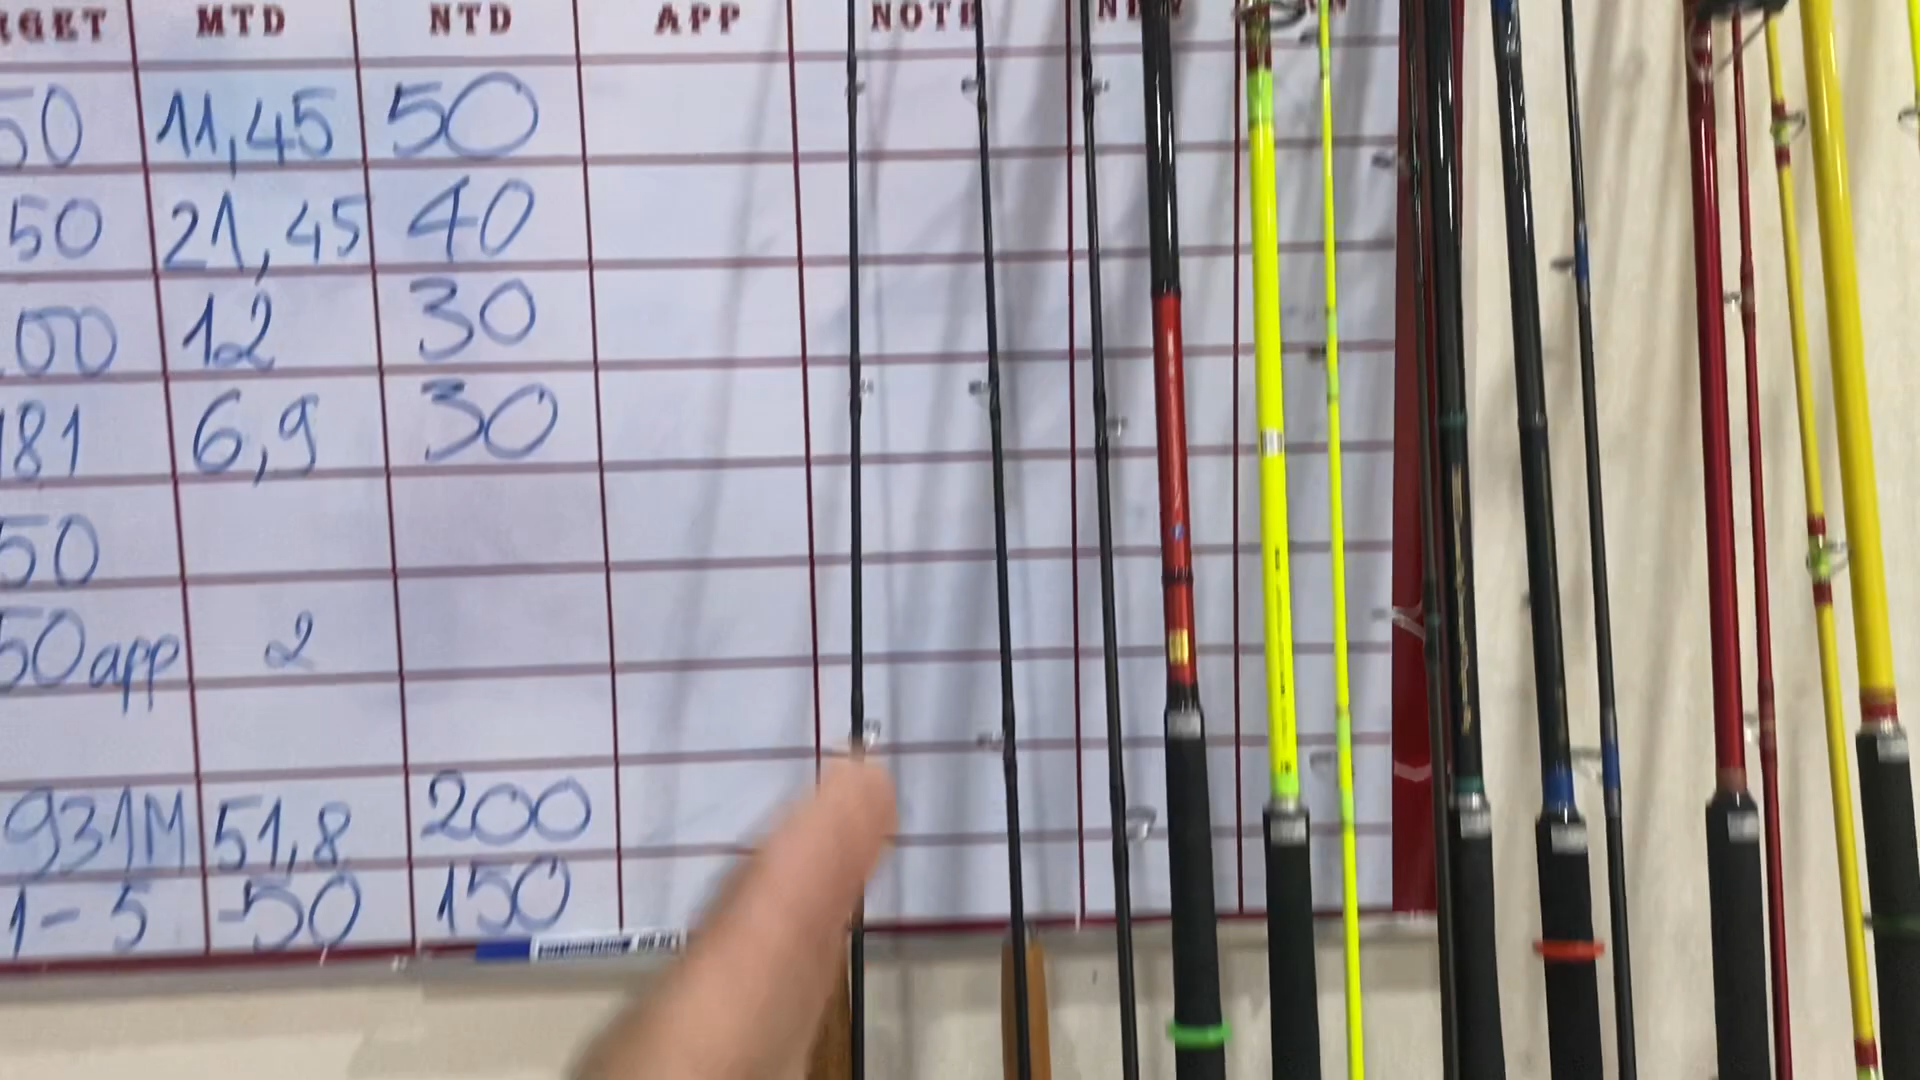 RGET MTD NTD APP NOTE
50 11,45 50
50 21,45 40
00 12 30
181 6,9 30
50
50app 2
931M 51,8 200
1-5 -50 150